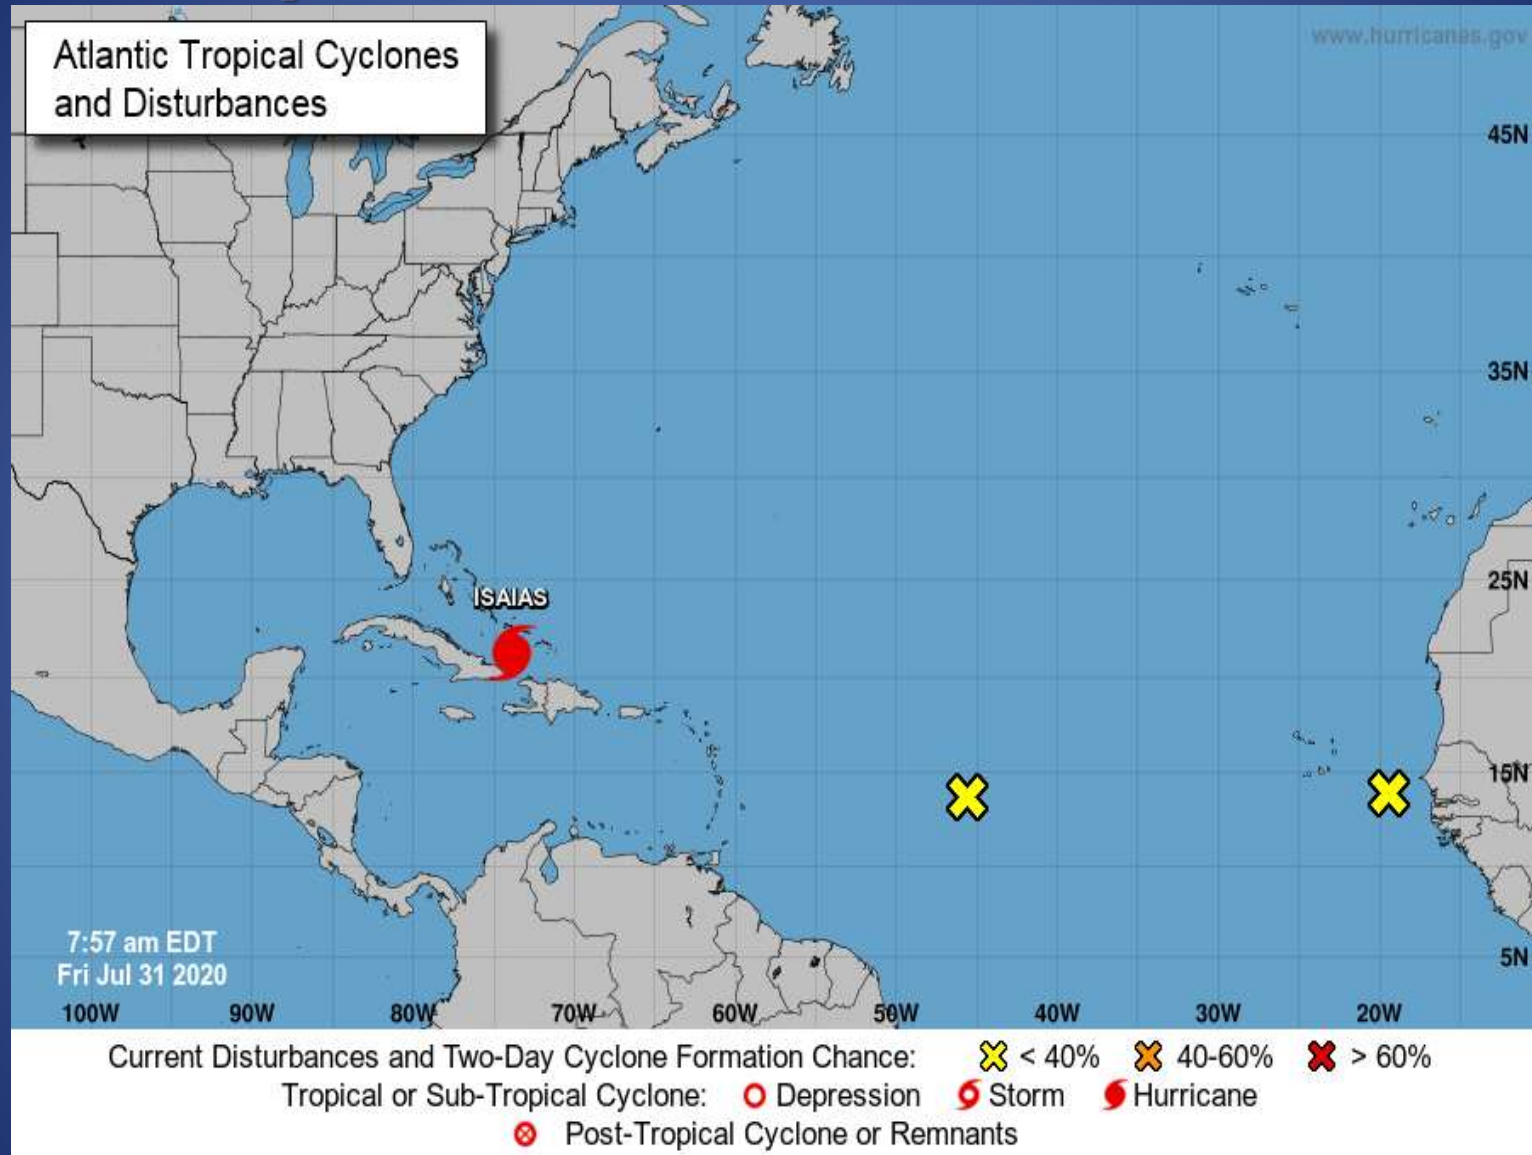 Atlantic Tropical Cyclones
and Disturbances
www.hurricanes.gov
45N
35N
25N
ISAIAS
15N
7:57 am EDT
Fri Jul 31 2020
5N
100W 90W 80W 70W 60W 50W 40W 30W 20W
Current Disturbances and Two-Day Cyclone Formation Chance: < 40% 40-60% > 60%
Tropical or Sub-Tropical Cyclone: Depression Storm Hurricane
Post-Tropical Cyclone or Remnants